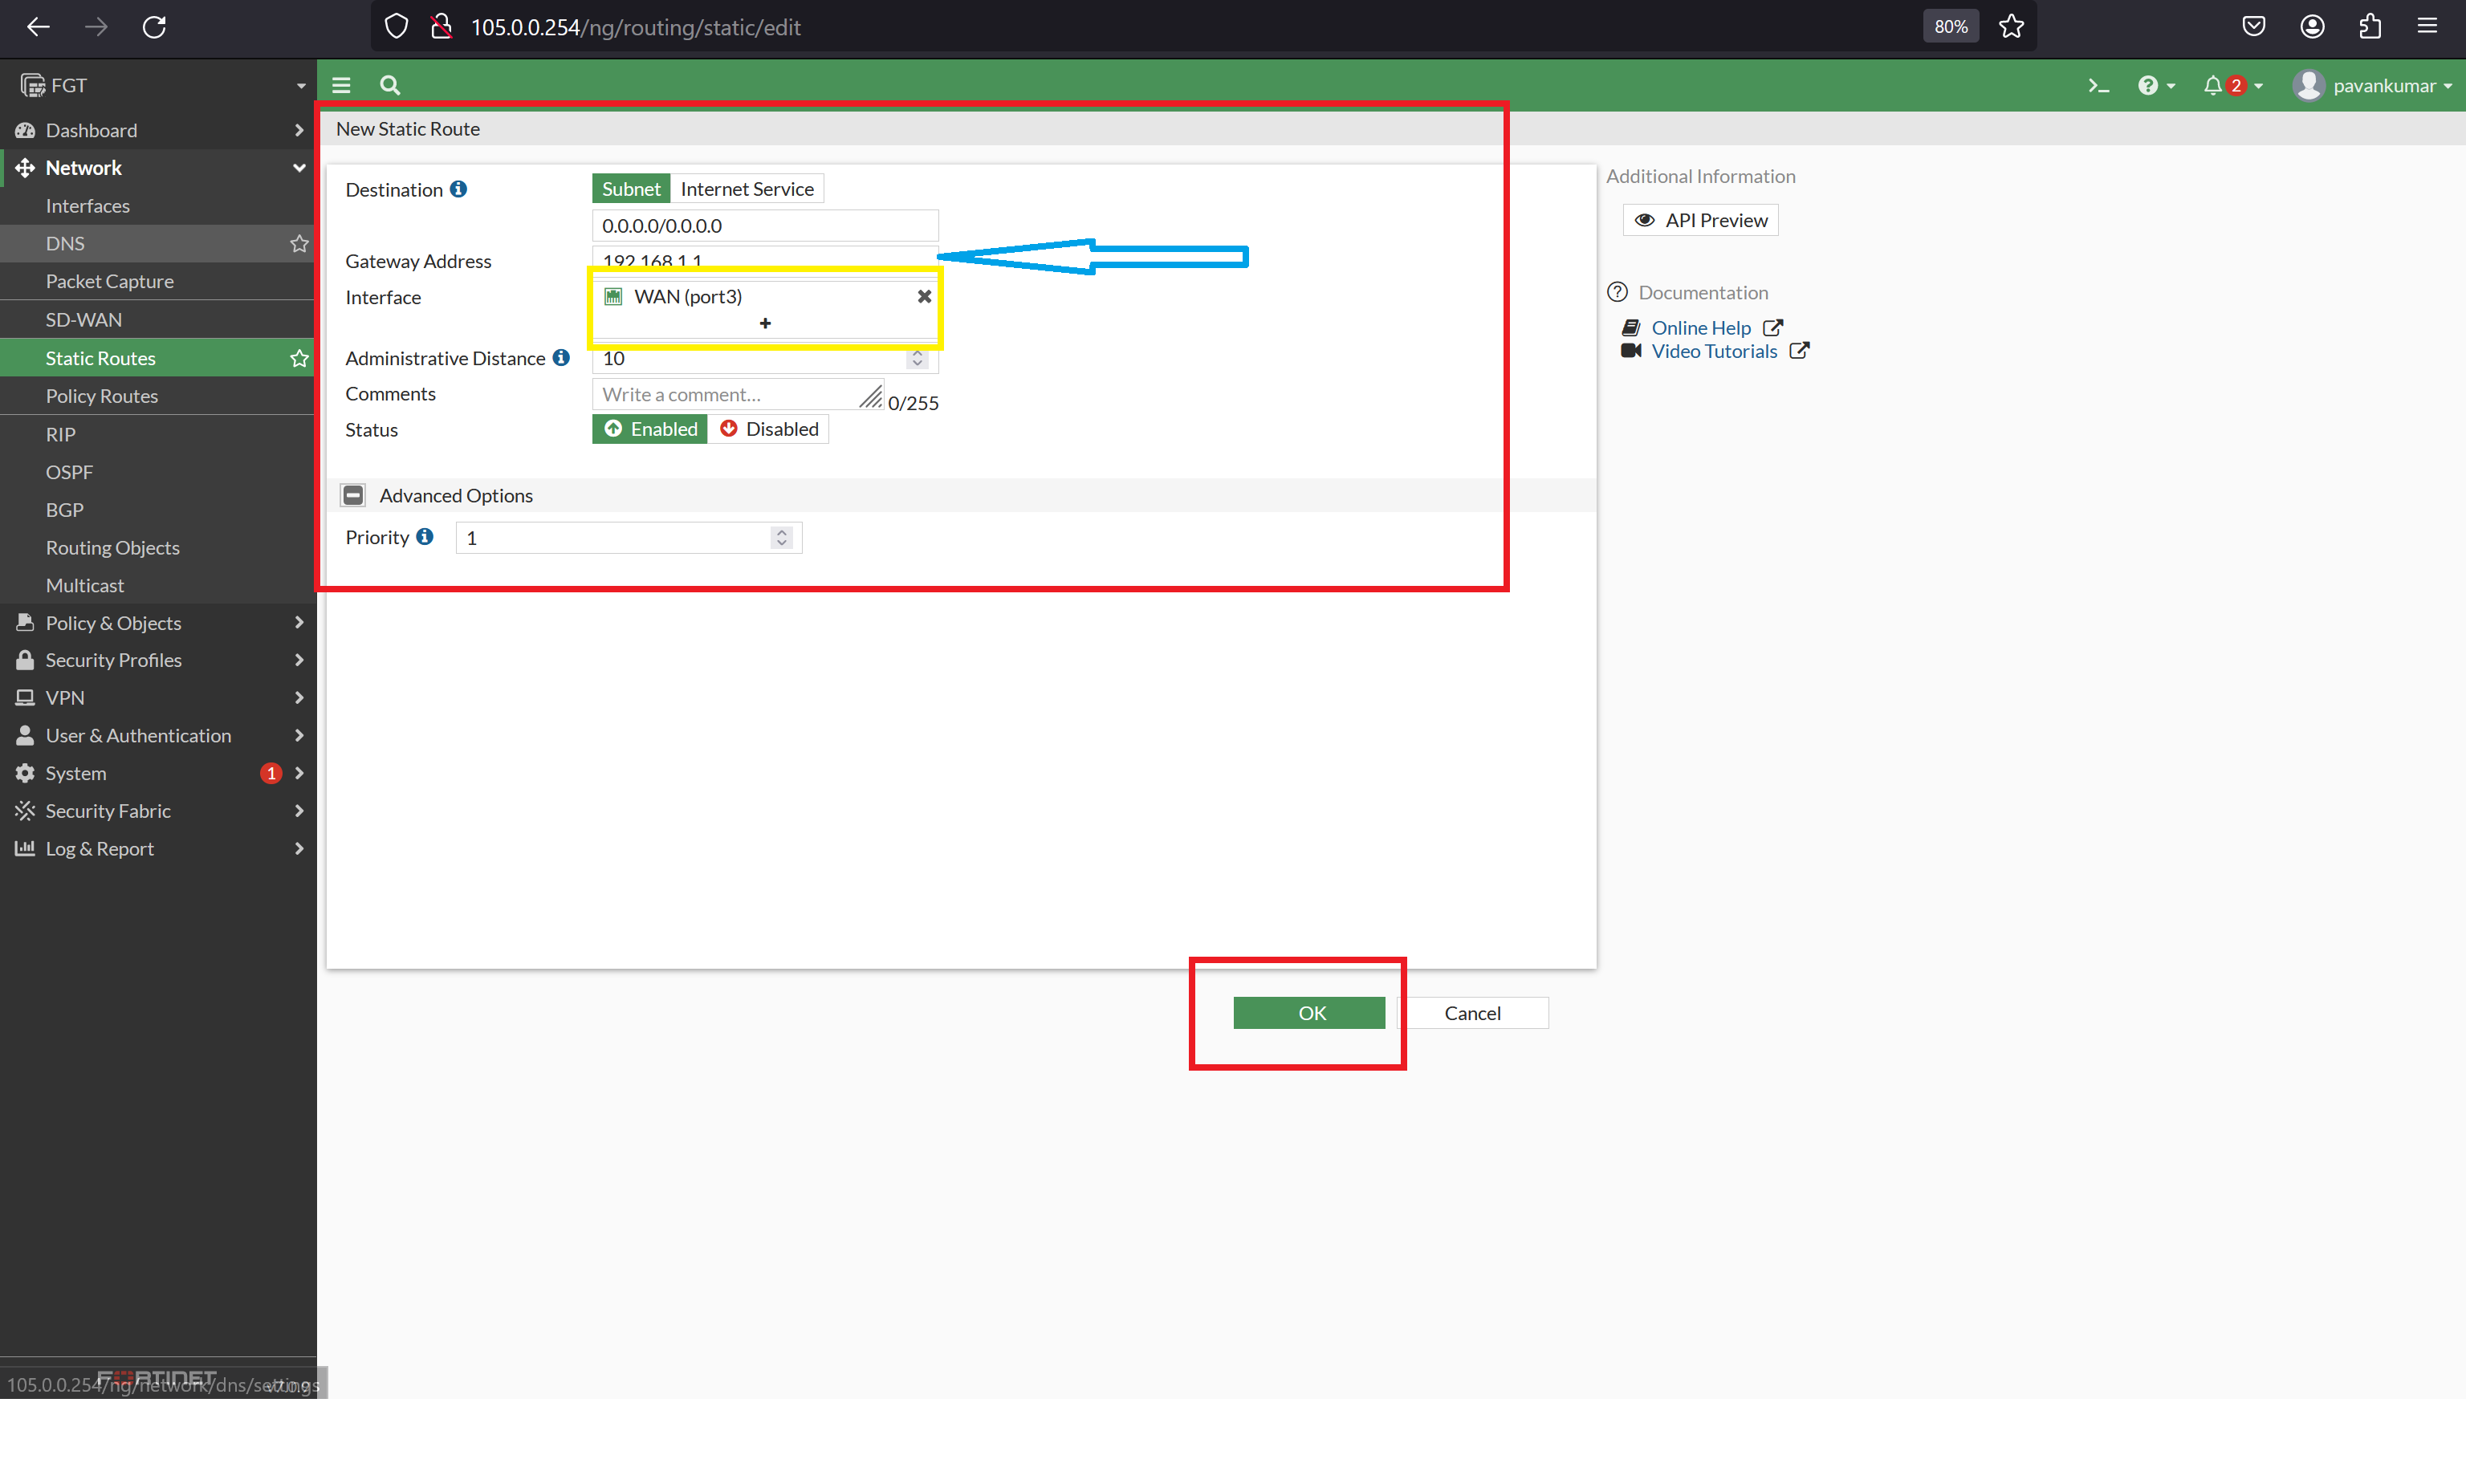 105.0.0.254/ng/routing/static/edit
80%
FGT
2
pavankumar
Dashboard
Network
Interfaces
DNS
Packet Capture
SD-WAN
Static Routes
Policy Routes
RIP
OSPF
BGP
Routing Objects
Multicast
Policy & Objects
Security Profiles
VPN
User & Authentication
System 1
Security Fabric
Log & Report
New Static Route
Destination Subnet Internet Service
0.0.0.0/0.0.0.0
Gateway Address 192.168.1.1
Interface WAN (port3)
Administrative Distance 10
Comments Write a comment... 0/255
Status Enabled Disabled
Advanced Options
Priority 1
OK Cancel
Additional Information
API Preview
Documentation
Online Help
Video Tutorials
FORTINET
105.0.0.254/ng/network/dns/settings
v7.0.9